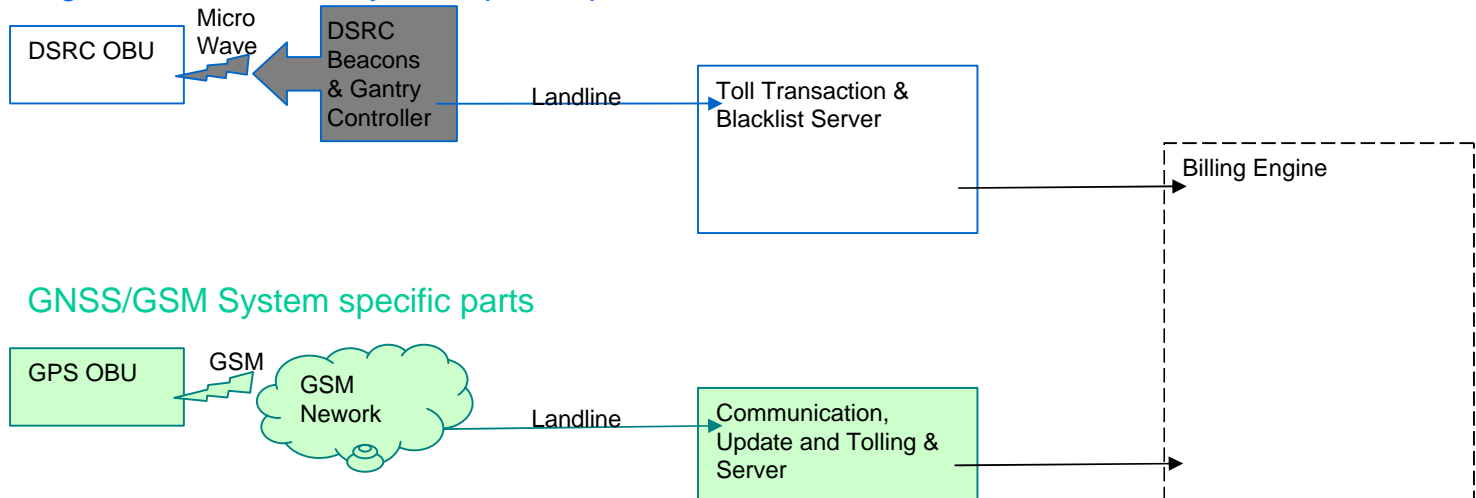 Micro
Wave
DSRC OBU
DSRC
Beacons
& Gantry
Controller
Landline
Toll Transaction &
Blacklist Server
Billing Engine
GNSS/GSM System specific parts
GPS OBU
GSM
GSM
Nework
Landline
Communication,
Update and Tolling &
Server